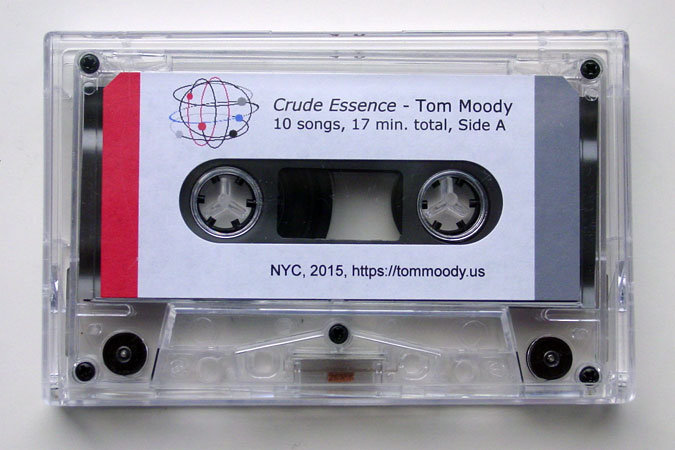 Crude Essence - Tom Moody
10 songs, 17 min. total, Side A
NYC, 2015, https://tommoody.us